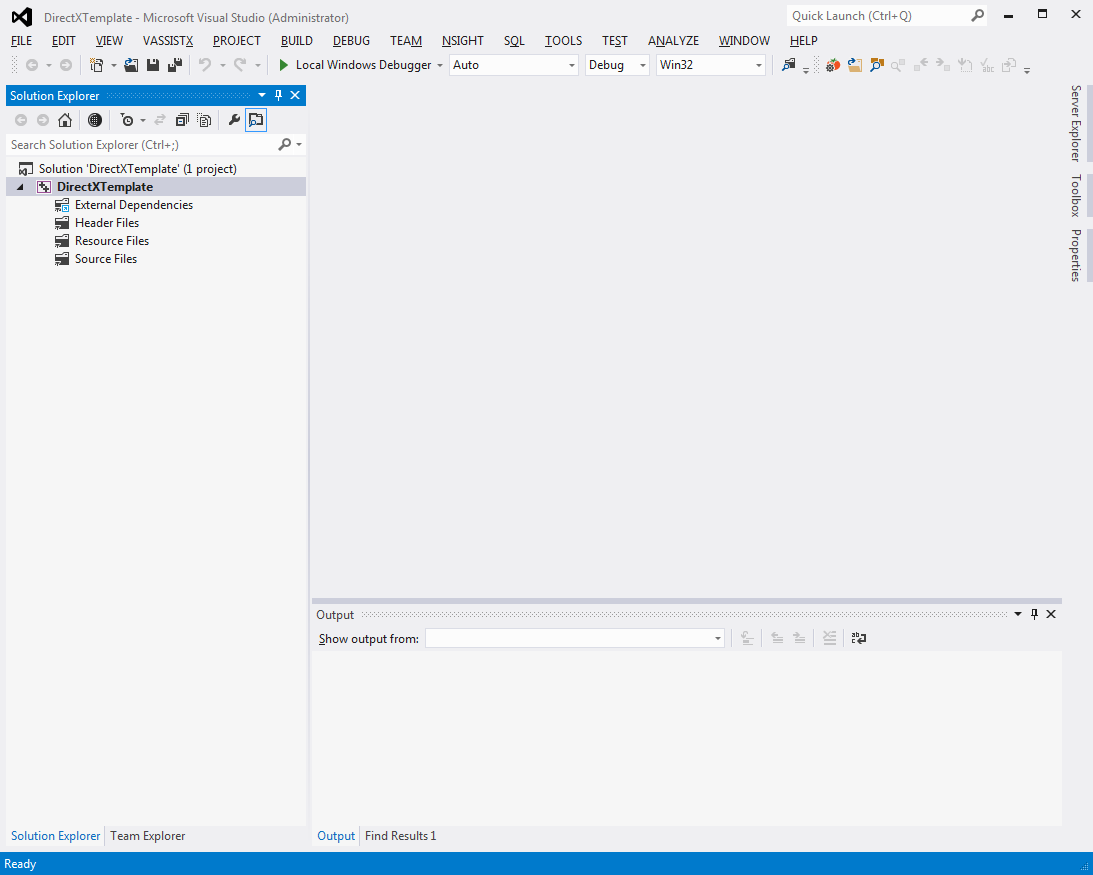 DirectXTemplate - Microsoft Visual Studio (Administrator)
Quick Launch (Ctrl+Q)
FILE EDIT VIEW VASSISTX PROJECT BUILD DEBUG TEAM NSIGHT SQL TOOLS TEST ANALYZE WINDOW HELP
Local Windows Debugger Auto Debug Win32
Solution Explorer
Search Solution Explorer (Ctrl+;)
Solution 'DirectXTemplate' (1 project)
DirectXTemplate
External Dependencies
Header Files
Resource Files
Source Files
Server Explorer
Toolbox
Properties
Output
Show output from:
Solution Explorer Team Explorer
Output Find Results 1
Ready